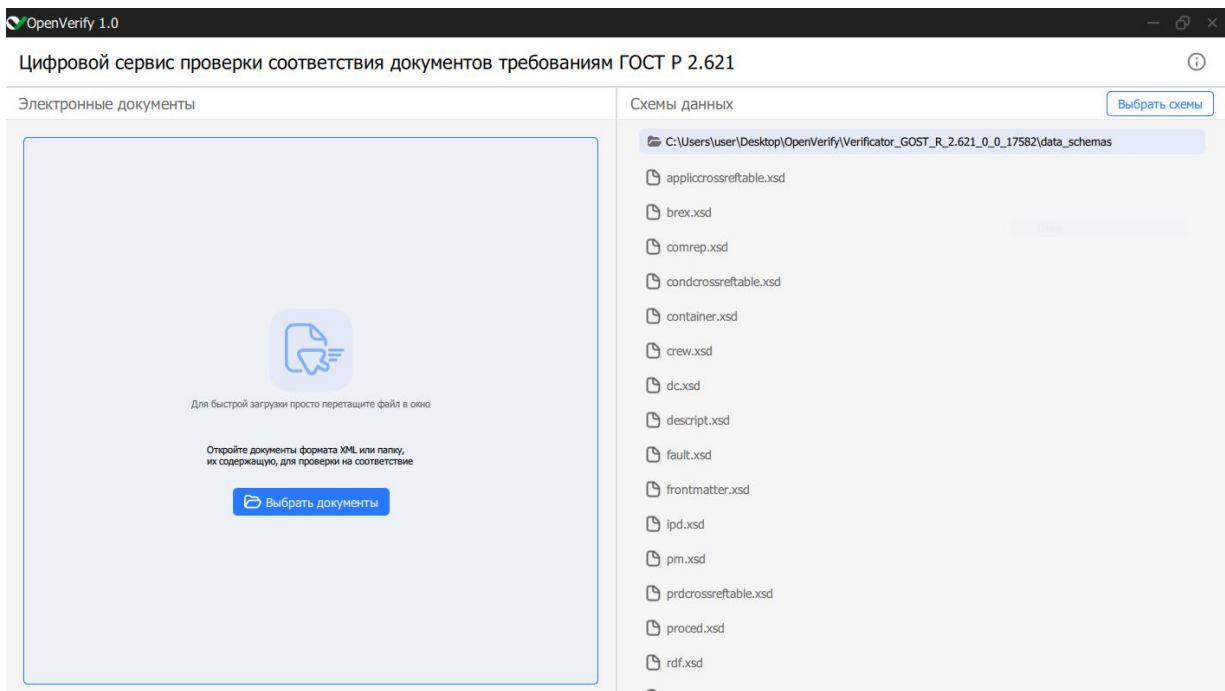 OpenVerify 1.0
Цифровой сервис проверки соответствия документов требованиям ГОСТ Р 2.621
Электронные документы
Для быстрой загрузки просто перетащите файл в окно
Откройте документы формата XML или папку,
их содержащую, для проверки на соответствие
Выбрать документы
Схемы данных
Выбрать схемы
C:\Users\user\Desktop\OpenVerify\Verificator_GOST_R_2.621_0_0_17582\data_schemas
appliccrossreftable.xsd
brex.xsd
comrep.xsd
condcrossreftable.xsd
container.xsd
crew.xsd
dc.xsd
descript.xsd
fault.xsd
frontmatter.xsd
ipd.xsd
pm.xsd
prdcrossreftable.xsd
proced.xsd
rdf.xsd